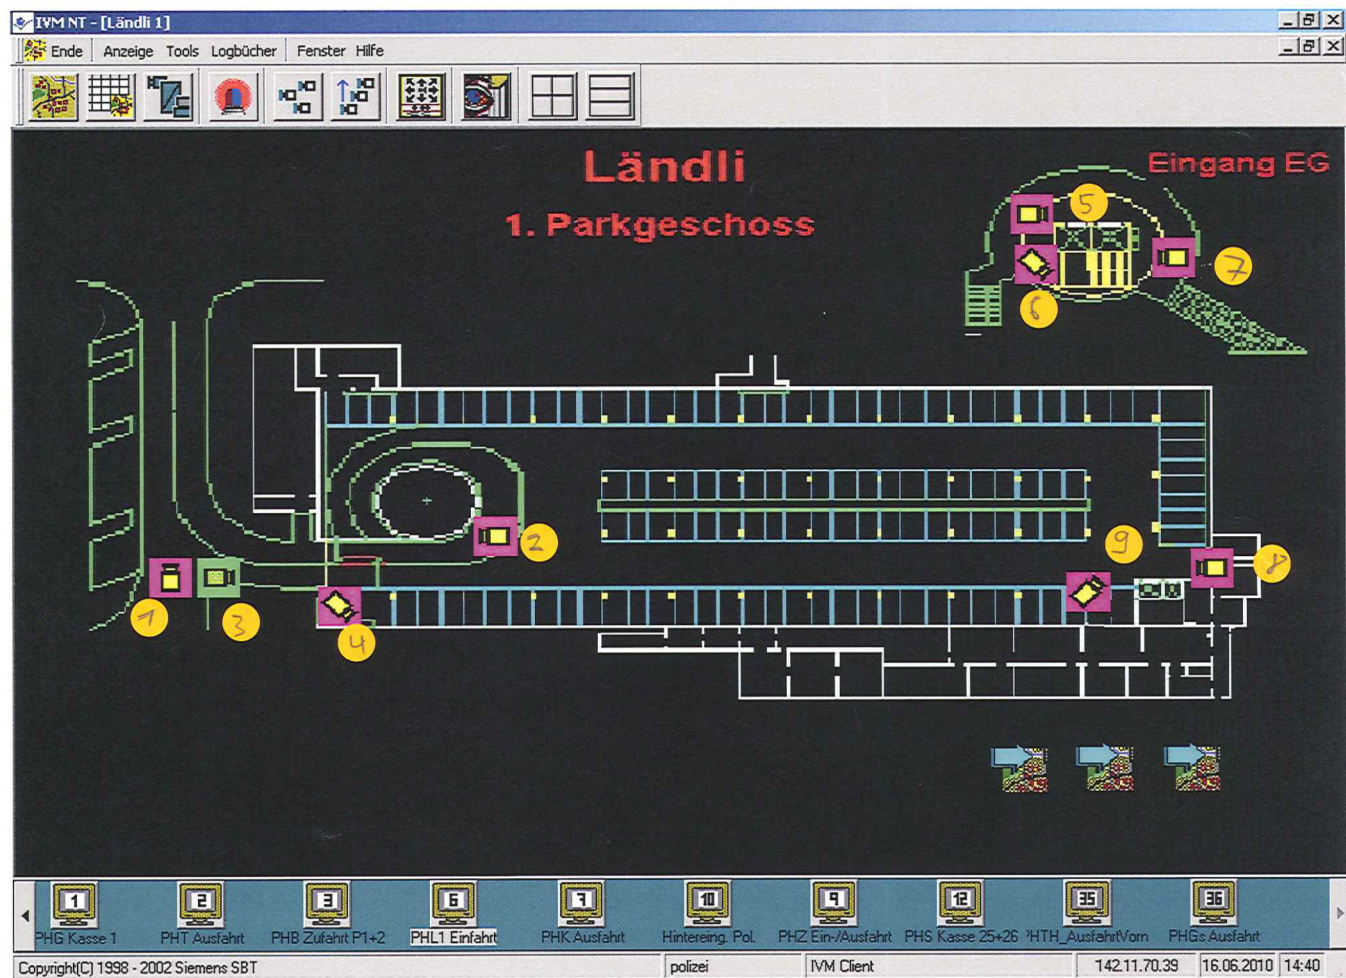 IVM NT - [Ländli 1]
Ende Anzeige Tools Logbücher Fenster Hilfe
Ländli
1. Parkgeschoss
Eingang EG
5
7
6
2
9
8
1
3
4
1 2 3 6 7 10 9 12 35 36
PHG Kasse 1 PHT Ausfahrt PHB Zufahrt P1+2 PHL1 Einfahrt PHK Ausfahrt Hintereing. Pol. PHZ Ein-/Ausfahrt PHS Kasse 25+26 PHTH_AusfahrtVorn PHGs Ausfahrt
Copyright(C) 1998 - 2002 Siemens SBT polizei IVM Client 142.11.70.39 16.06.2010 14:40